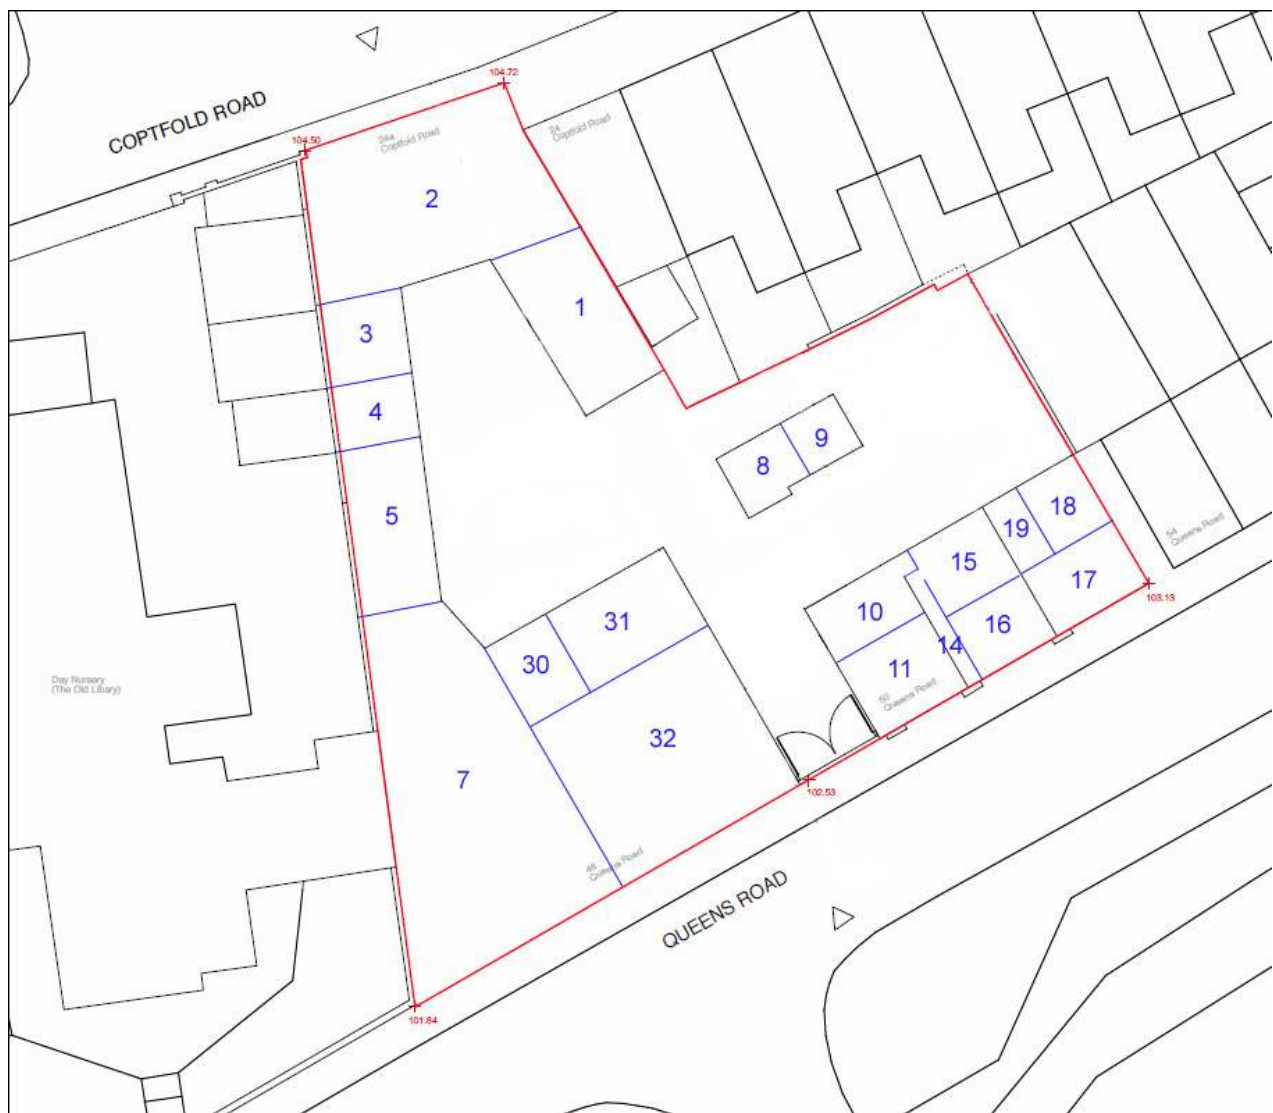 104.72
COPTFOLD ROAD
104.50
24a
Coptfold Road
24
Coptfold Road
2
1
3
4
5
8
9
18
19
15
54
Queens Road
17
103.13
10
16
14
11
31
30
50
Queens Road
Day Nursery
(The Old Libary)
32
7
102.53
48
Queens Road
QUEENS ROAD
101.84